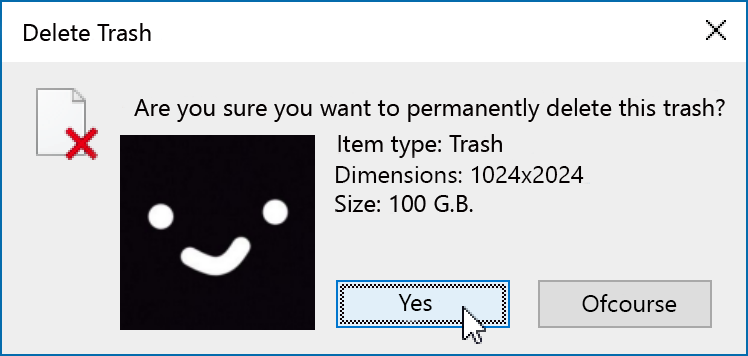 Delete Trash
Are you sure you want to permanently delete this trash?
Item type: Trash
Dimensions: 1024x2024
Size: 100 G.B.
Yes
Ofcourse